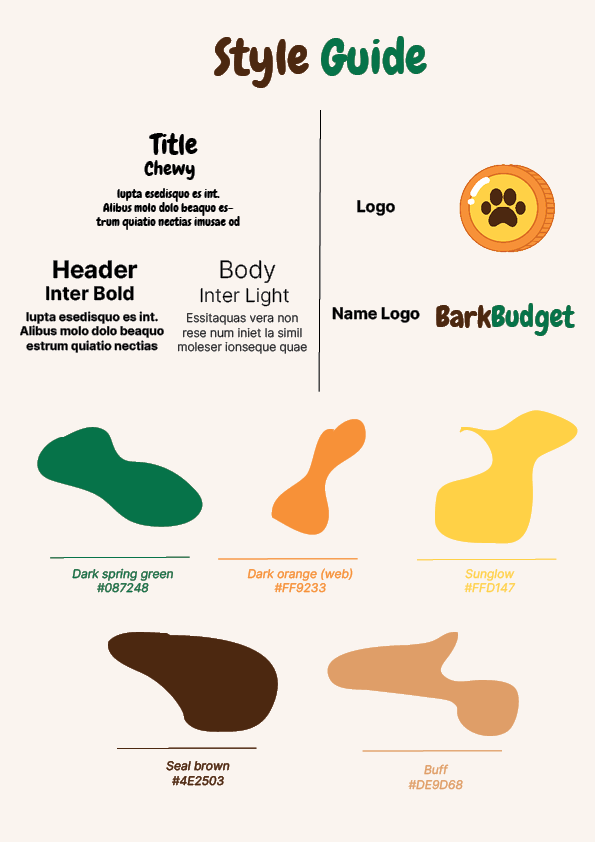 Style Guide
Title
Chewy
Iupta esedisquo es int.
Alibus molo dolo beaquo es-
trum quiatio nectias imusae od
Header
Inter Bold
Iupta esedisquo es int.
Alibus molo dolo beaquo
estrum quiatio nectias
Body
Inter Light
Essitaquas vera non
rese num iniet la simil
moleser ionseque quae
Logo
Name Logo
BarkBudget
Dark spring green
#087248
Dark orange (web)
#FF9233
Sunglow
#FFD147
Seal brown
#4E2503
Buff
#DE9D68